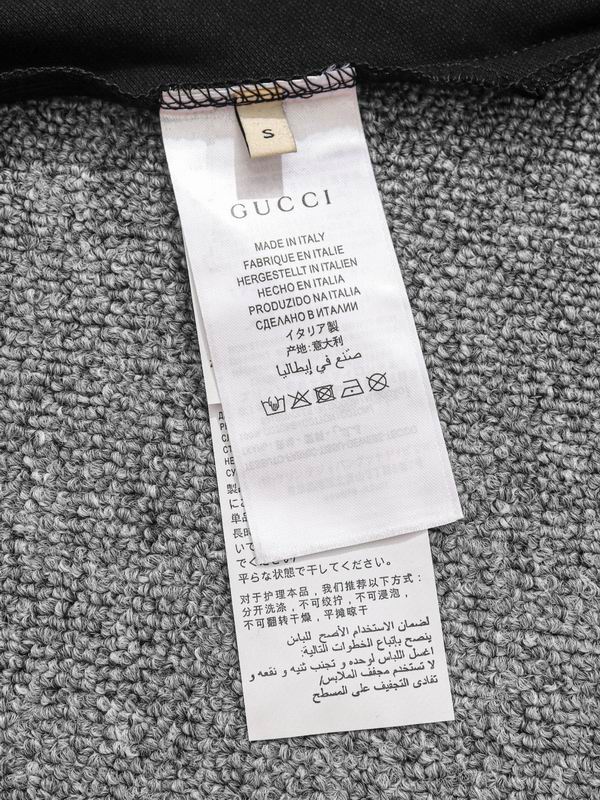 S
GUCCI
MADE IN ITALY
FABRIQUE EN ITALIE
HERGESTELLT IN ITALIEN
HECHO EN ITALIA
PRODUZIDO NA ITALIA
СДЕЛАНО В ИТАЛИИ
イタリア製
产地:意大利
صنع في إيطاليا
平らな状態で干してください。
对于护理本品，我们推荐以下方式：
分开洗涤，不可绞拧，不可浸泡，
不可翻转干燥，平摊晾干
لضمان الاستخدام الأصح للباس
ينصح بإتباع الخطوات التالية:
اغسل اللباس لوحده و تجنب ثنيه و نقعه و
لا تستخدم مجفف الملابس/
تفادى التجفيف على المسطح